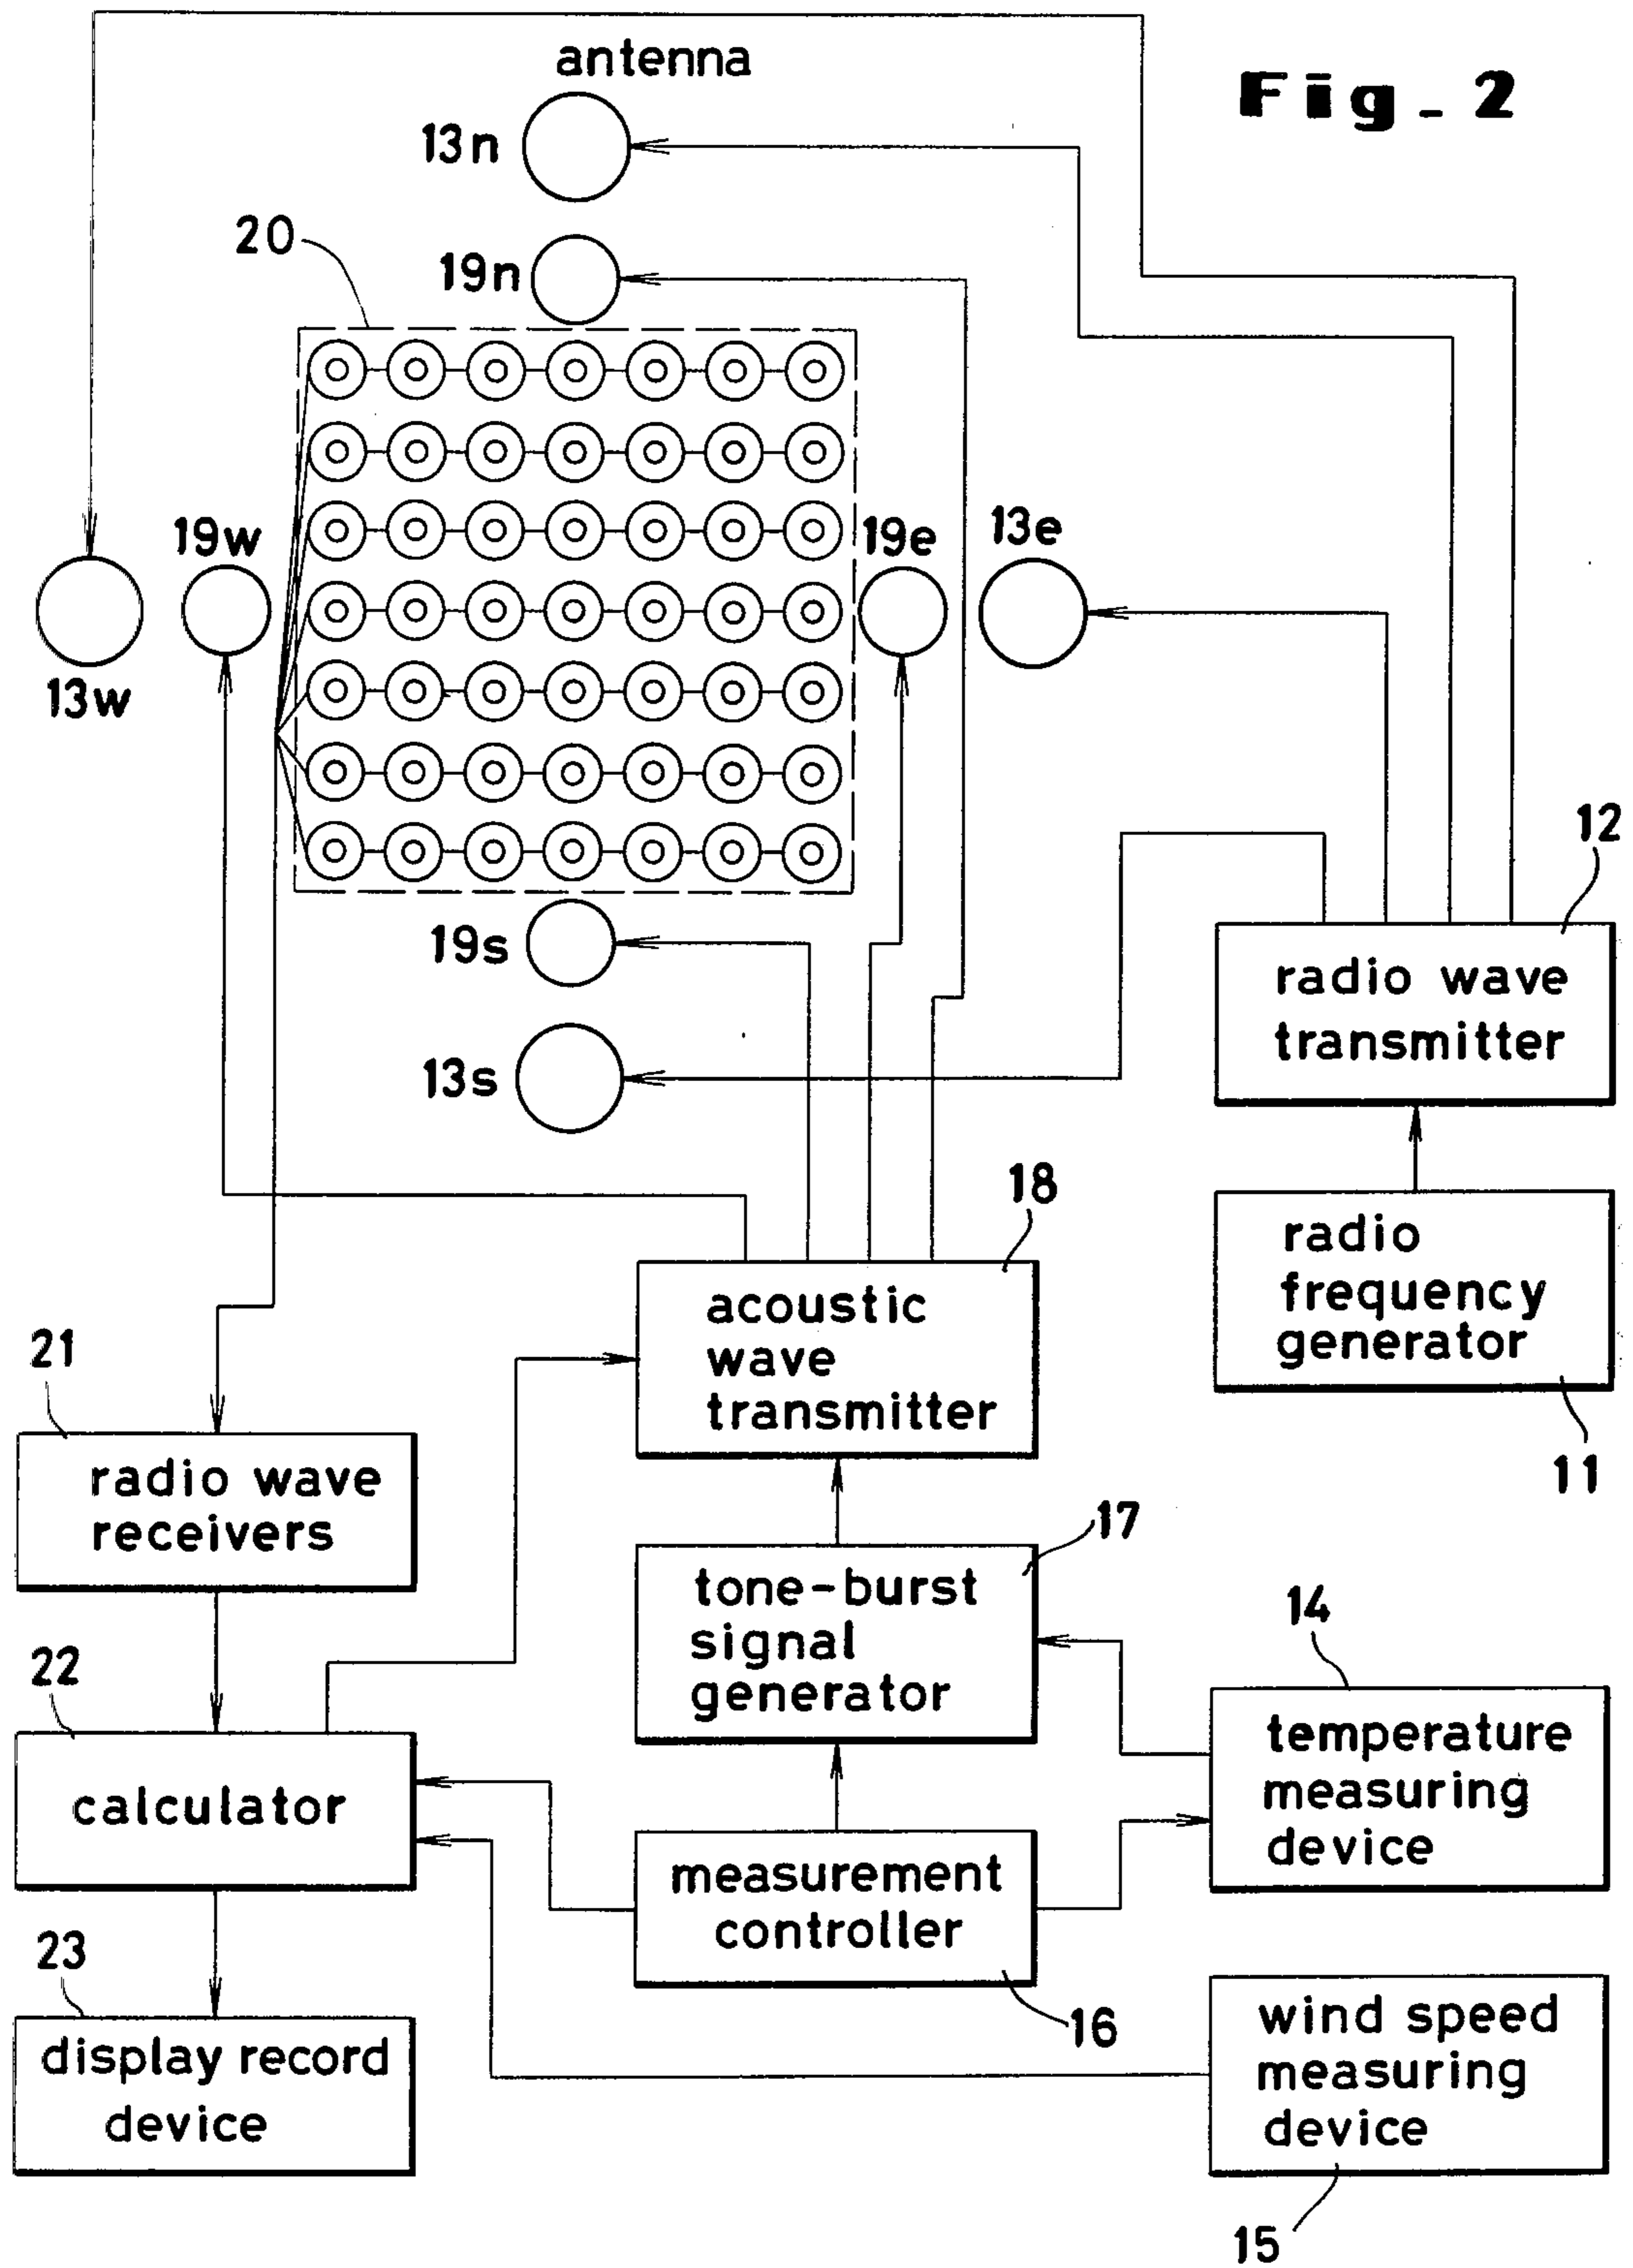 antenna
Fig. 2
13n
20
19n
19w
19e
13e
13w
12
19s
radio wave
transmitter
13s
18
radio
frequency
generator
acoustic
wave
transmitter
21
11
radio wave
receivers
17
tone-burst
signal
generator
14
22
temperature
measuring
device
calculator
measurement
controller
23
16
wind speed
measuring
device
display record
device
15